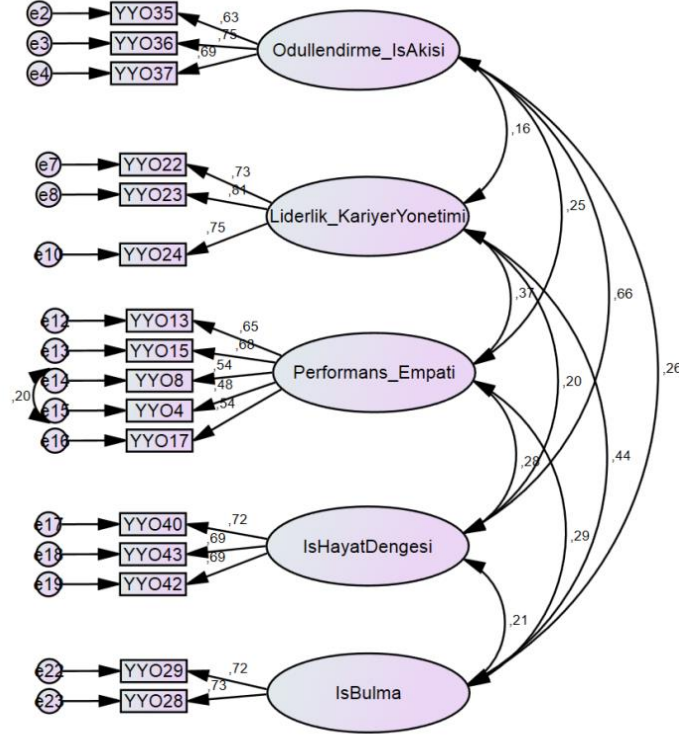 e2 YYO35 ,63
e3 YYO36 ,75 Odullendirme_IsAkisi
e4 YYO37 ,69
,16
e7 YYO22 ,73
e8 YYO23 ,81 Liderlik_KariyerYonetimi ,25
e10 YYO24 ,75
,37 ,66
e12 YYO13 ,65
e13 YYO15 ,68
,20 e14 YYO8 ,54 Performans_Empati ,20 ,26
e15 YYO4 ,48
e16 YYO17 ,54
,28 ,44
e17 YYO40 ,72
e18 YYO43 ,69 IsHayatDengesi ,29
e19 YYO42 ,69
,21
e22 YYO29 ,72
e23 YYO28 ,73 IsBulma